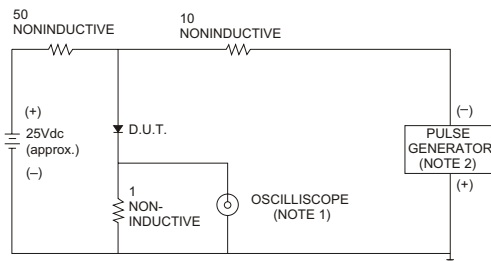 50
NONINDUCTIVE
10
NONINDUCTIVE
(+)
25Vdc
(approx.)
(–)
D.U.T.
1
NON-
INDUCTIVE
OSCILLISCOPE
(NOTE 1)
(–)
PULSE
GENERATOR
(NOTE 2)
(+)